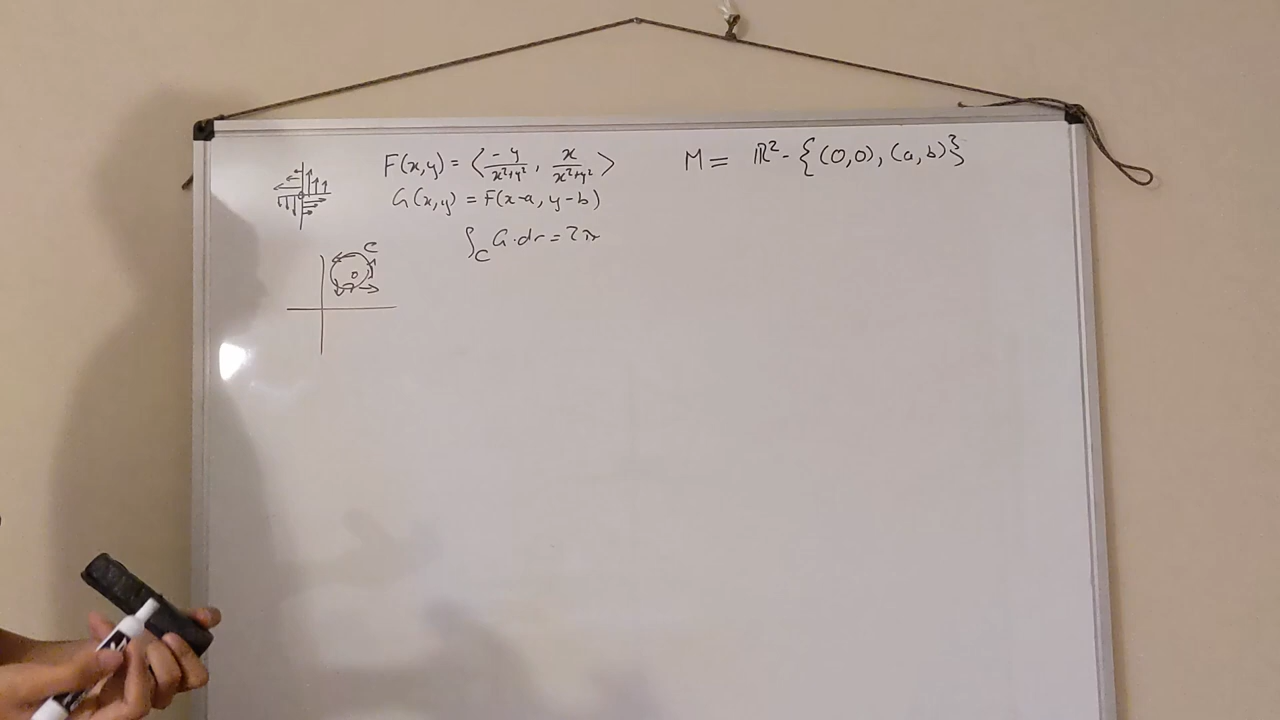 F(x,y) = ⟨ -y/(x²+y²), x/(x²+y²) ⟩
G(x,y) = F(x-a, y-b)
∫_C G·dr = 2π
C
M = ℝ² - {(0,0), (a,b)}